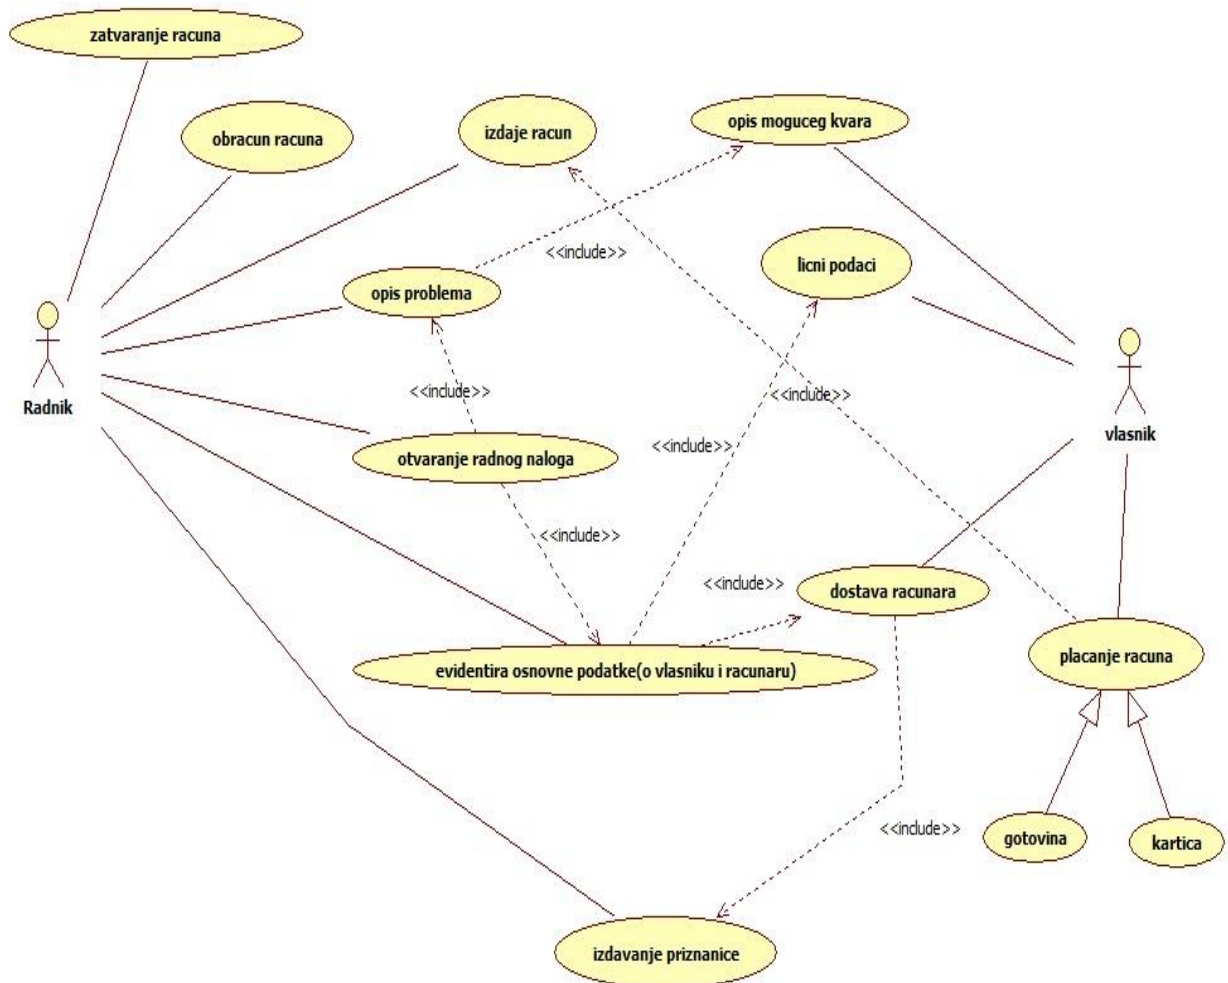 zatvaranje racuna
obracun racuna
izdaje racun
opis moguceg kvara
<<include>>
licni podaci
opis problema
<<include>>
<<include>>
Radnik
vlasnik
<<include>>
otvaranje radnog naloga
<<include>>
<<include>>
dostava racunara
placanje racuna
evidentira osnovne podatke(o vlasniku i racunaru)
<<include>>
gotovina
kartica
izdavanje priznanice